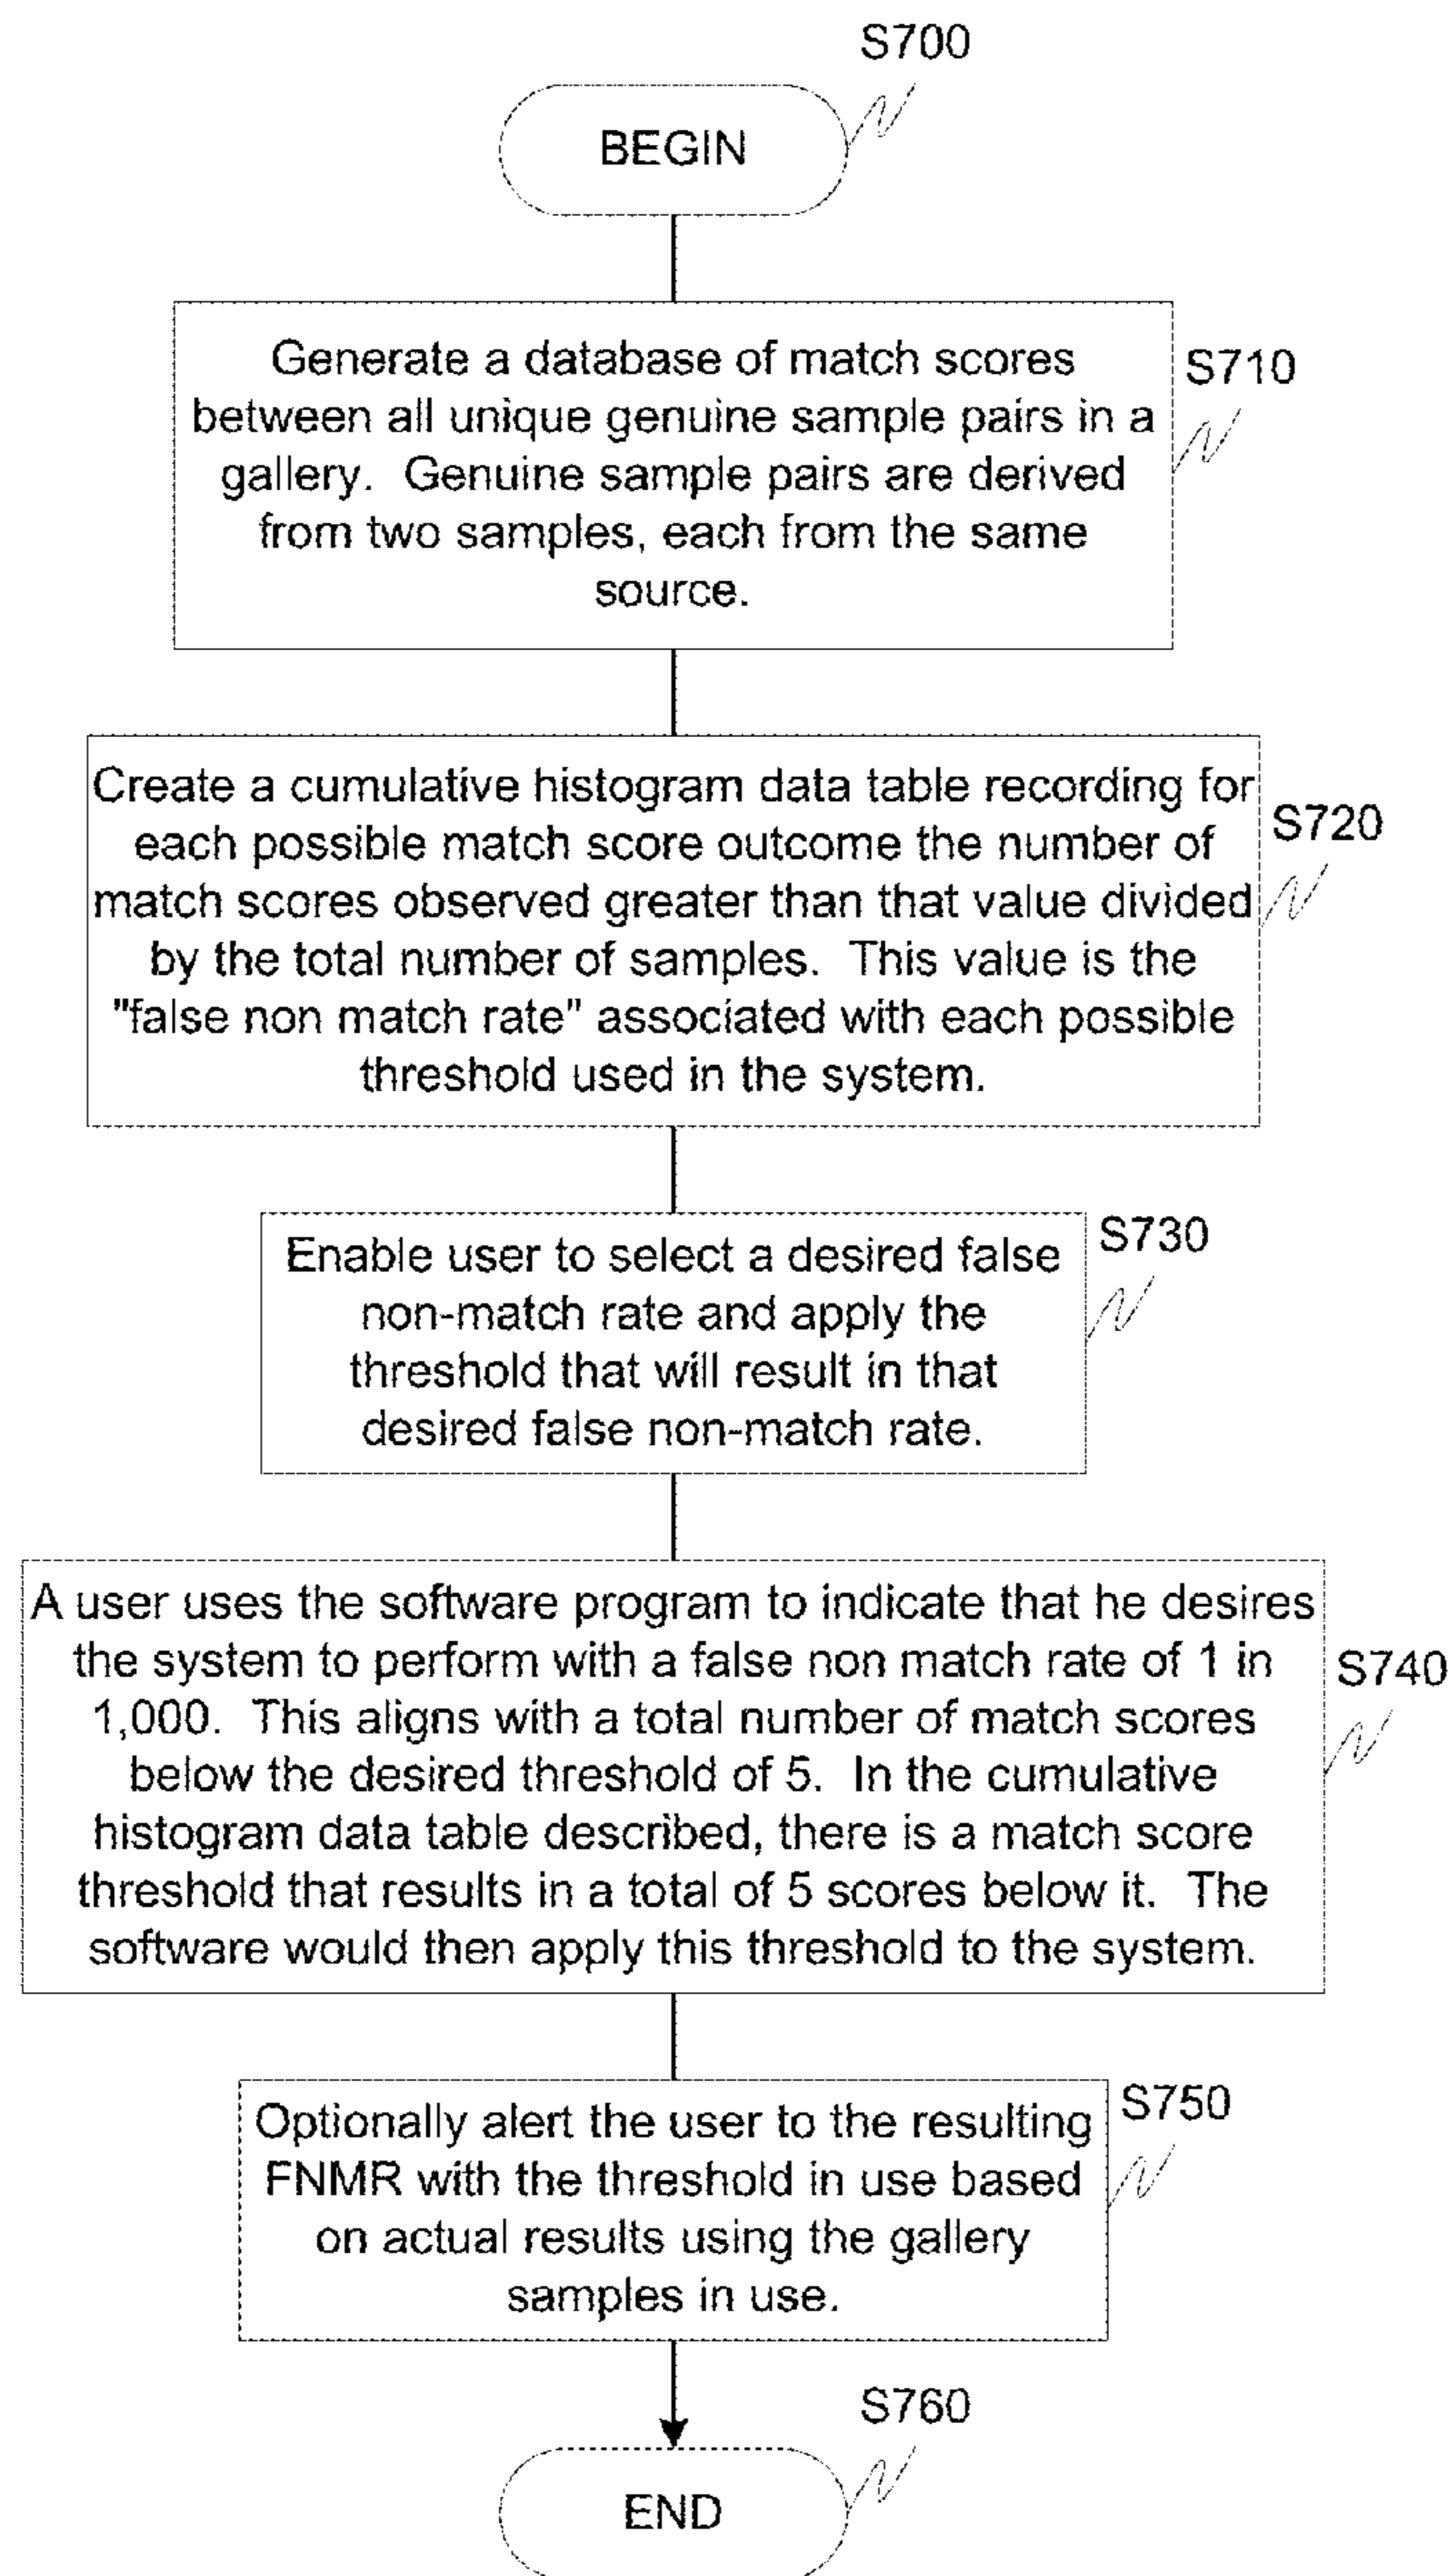 S700
BEGIN
Generate a database of match scores
between all unique genuine sample pairs in a
gallery.  Genuine sample pairs are derived
from two samples, each from the same
source.
S710
Create a cumulative histogram data table recording for
each possible match score outcome the number of
match scores observed greater than that value divided
by the total number of samples.  This value is the
"false non match rate" associated with each possible
threshold used in the system.
S720
Enable user to select a desired false
non-match rate and apply the
threshold that will result in that
desired false non-match rate.
S730
A user uses the software program to indicate that he desires
the system to perform with a false non match rate of 1 in
1,000.  This aligns with a total number of match scores
below the desired threshold of 5.  In the cumulative
histogram data table described, there is a match score
threshold that results in a total of 5 scores below it.  The
software would then apply this threshold to the system.
S740
Optionally alert the user to the resulting
FNMR with the threshold in use based
on actual results using the gallery
samples in use.
S750
S760
END